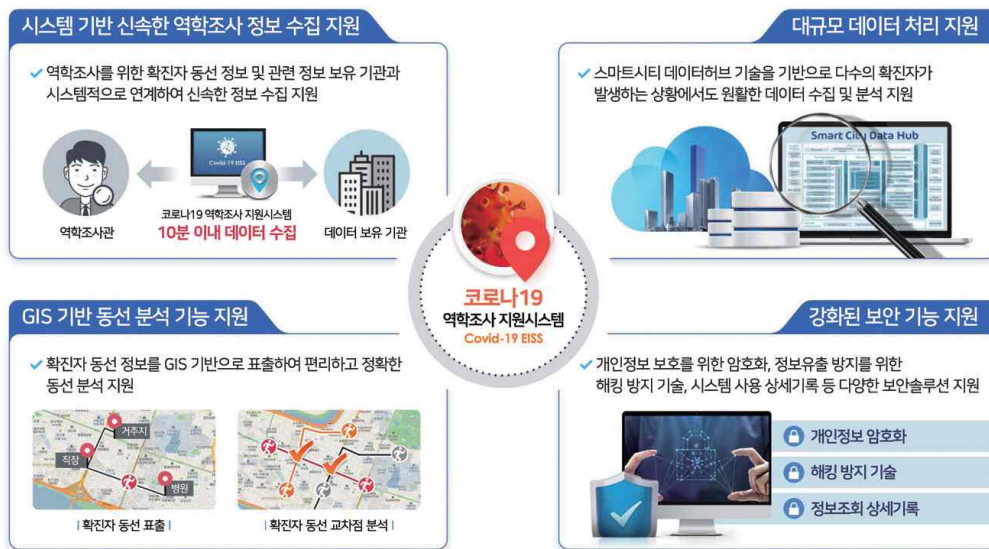 시스템 기반 신속한 역학조사 정보 수집 지원
✓ 역학조사를 위한 확진자 동선 정보 및 관련 정보 보유 기관과
시스템적으로 연계하여 신속한 정보 수집 지원
Covid-19 EISS
역학조사관
코로나19 역학조사 지원시스템
10분 이내 데이터 수집
데이터 보유 기관
대규모 데이터 처리 지원
✓ 스마트시티 데이터허브 기술을 기반으로 다수의 확진자가
발생하는 상황에서도 원활한 데이터 수집 및 분석 지원
Smart City Data Hub
코로나19
역학조사 지원시스템
Covid-19 EISS
GIS 기반 동선 분석 기능 지원
✓ 확진자 동선 정보를 GIS 기반으로 표출하여 편리하고 정확한
동선 분석 지원
거주지
직장
병원
| 확진자 동선 표출 |
| 확진자 동선 교차점 분석 |
강화된 보안 기능 지원
✓ 개인정보 보호를 위한 암호화, 정보유출 방지를 위한
해킹 방지 기술, 시스템 사용 상세기록 등 다양한 보안솔루션 지원
개인정보 암호화
해킹 방지 기술
정보조회 상세기록